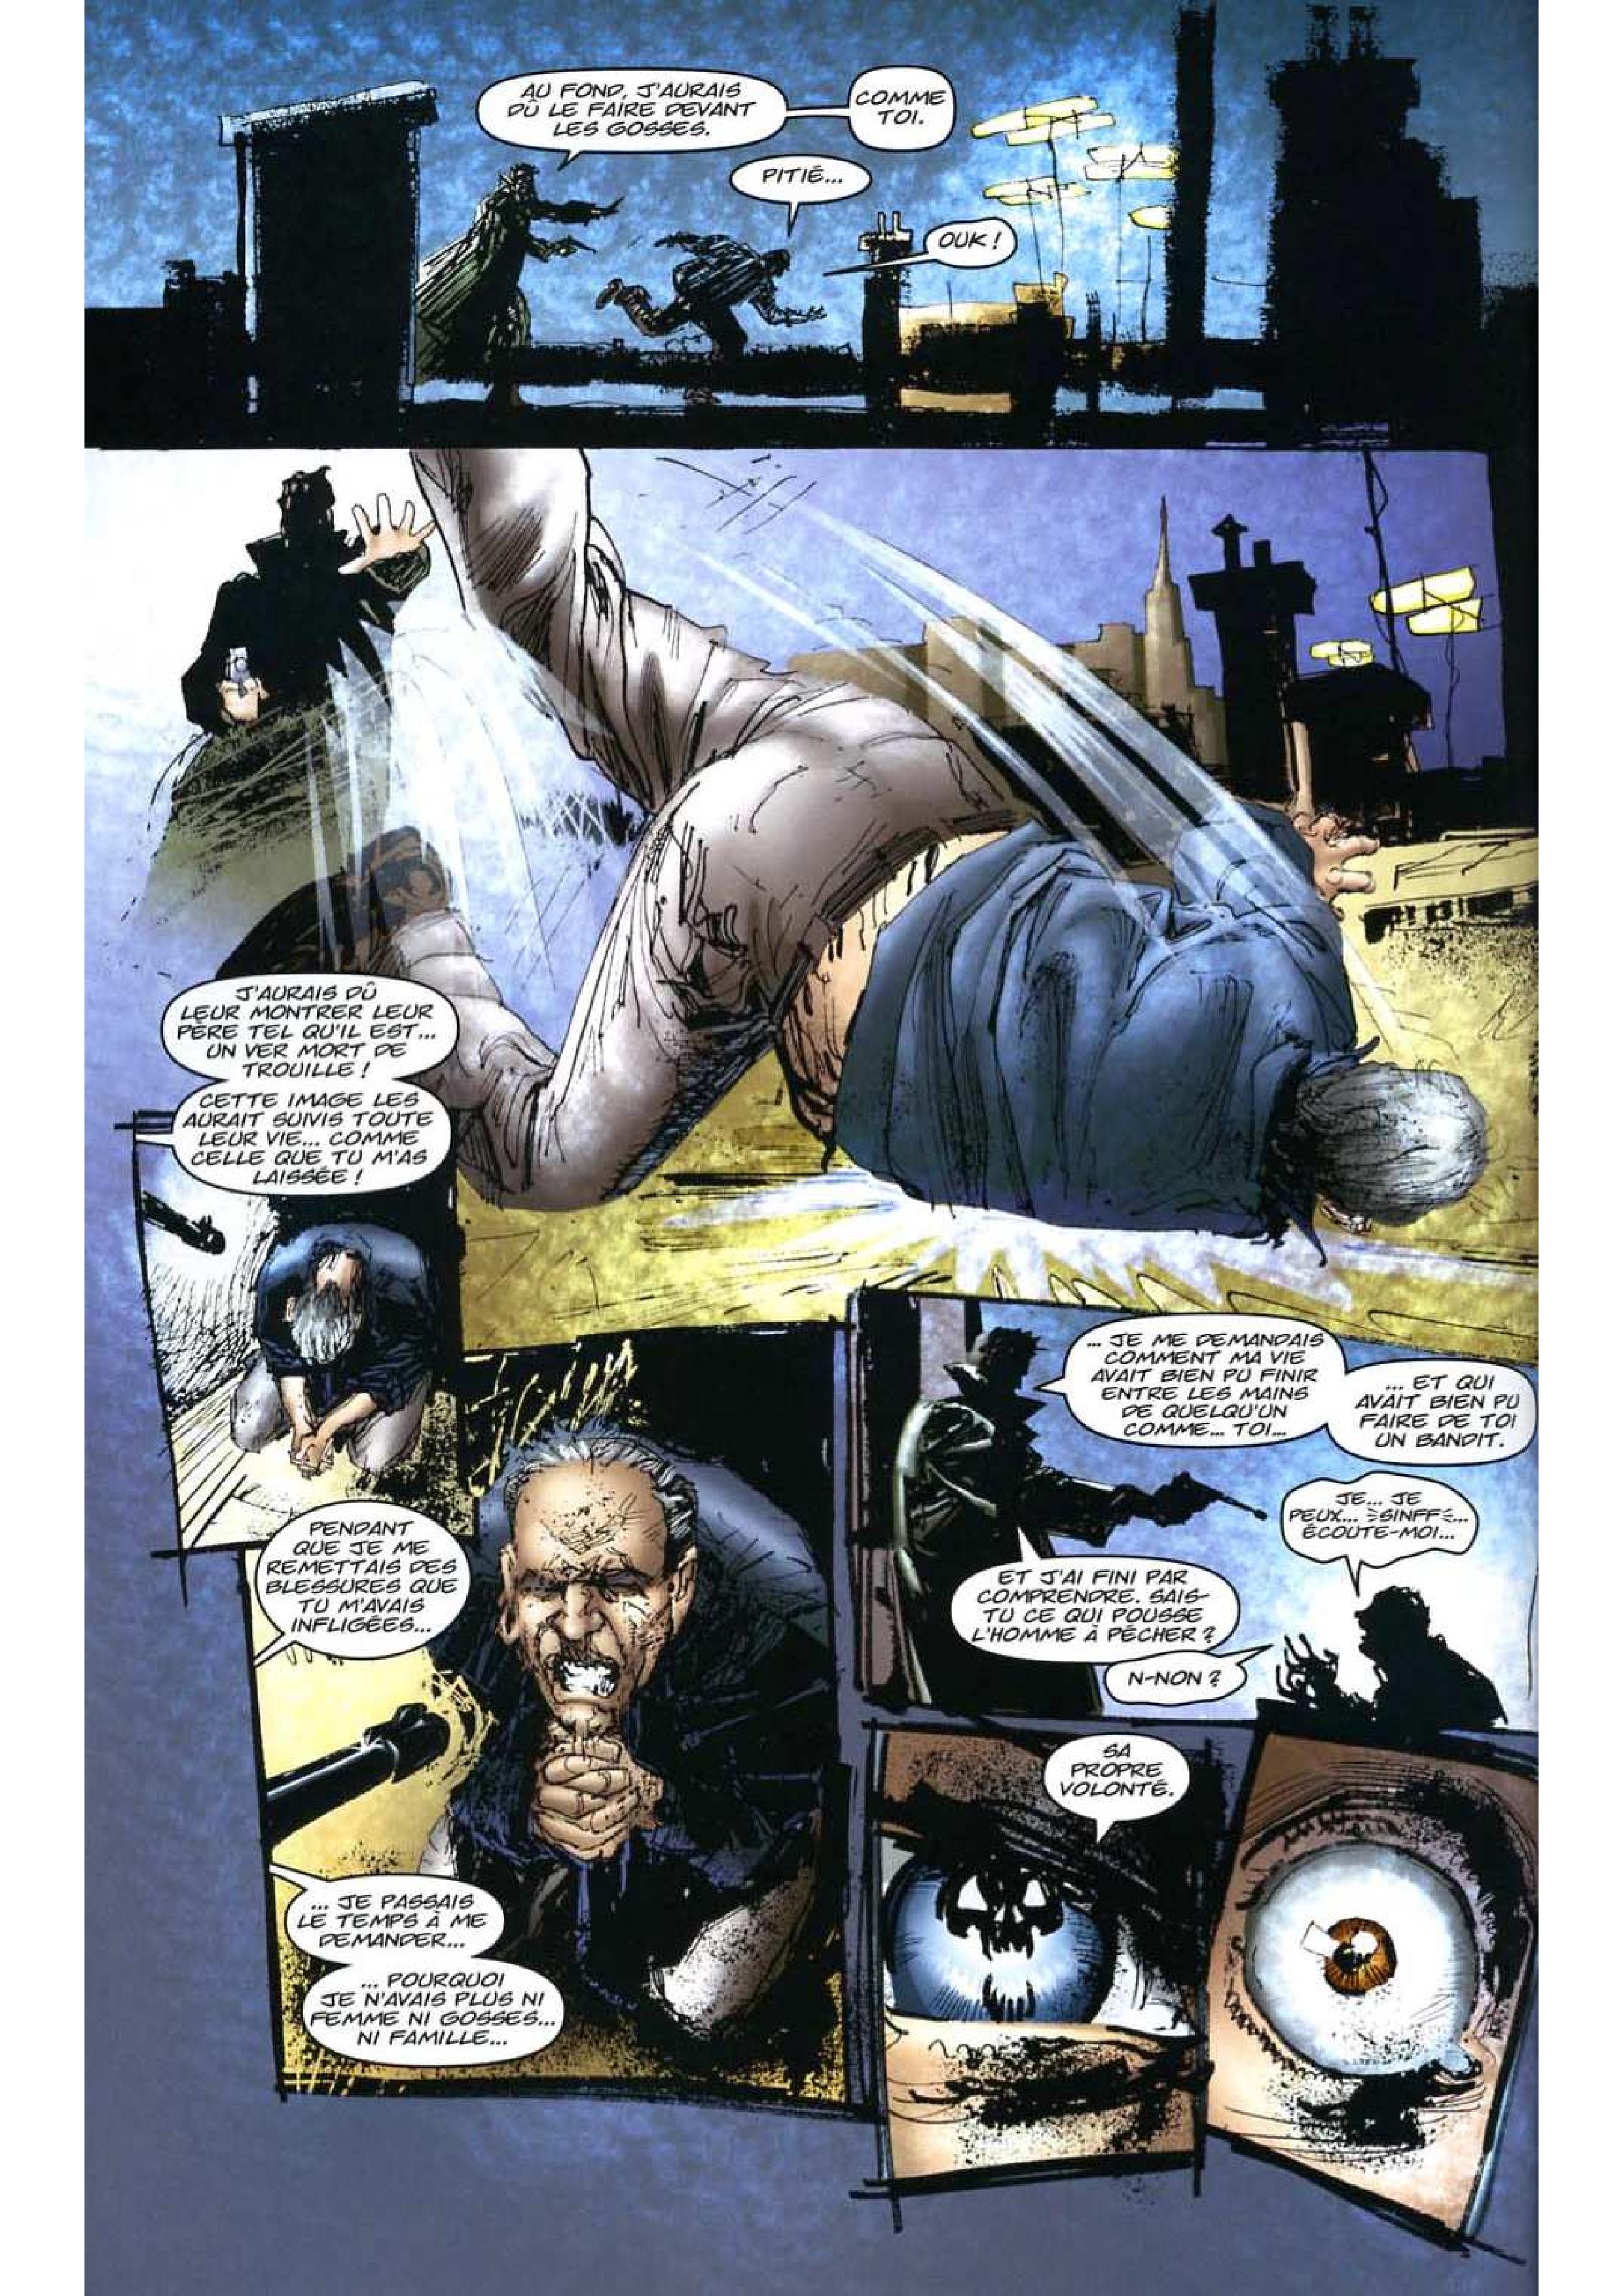 AU FOND, J'AURAIS
DÛ LE FAIRE DEVANT
LES GOSSES.
COMME
TOI.
PITIÉ...
OUK !
J'AURAIS DÛ
LEUR MONTRER LEUR
PÈRE TEL QU'IL EST...
UN VER MORT DE
TROUILLE !
CETTE IMAGE LES
AURAIT SUIVIS TOUTE
LEUR VIE... COMME
CELLE QUE TU M'AS
LAISSÉE !
PENDANT
QUE JE ME
REMETTAIS DES
BLESSURES QUE
TU M'AVAIS
INFLIGÉES...
... JE PASSAIS
LE TEMPS À ME
DEMANDER...
... POURQUOI
JE N'AVAIS PLUS NI
FEMME NI GOSSES...
NI FAMILLE...
... JE ME DEMANDAIS
COMMENT MA VIE
AVAIT BIEN PU FINIR
ENTRE LES MAINS
DE QUELQU'UN
COMME... TOI...
... ET QUI
AVAIT BIEN PU
FAIRE DE TOI
UN BANDIT.
JE... JE
PEUX... >SINFF<...
ÉCOUTE-MOI...
ET J'AI FINI PAR
COMPRENDRE. SAIS-
TU CE QUI POUSSE
L'HOMME À PÉCHER ?
N-NON ?
SA
PROPRE
VOLONTÉ.